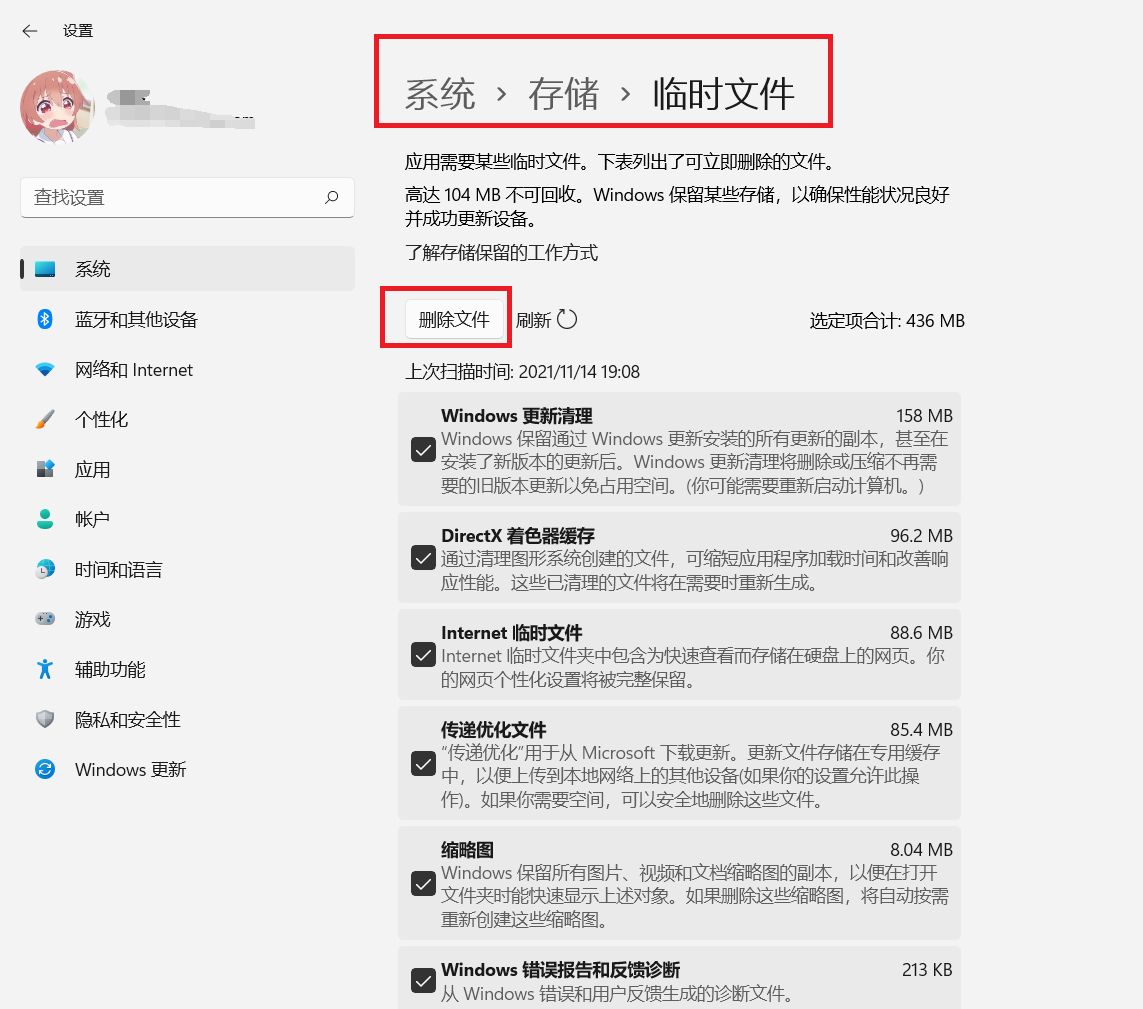 设置
系统 › 存储 › 临时文件
应用需要某些临时文件。下表列出了可立即删除的文件。
高达 104 MB 不可回收。Windows 保留某些存储，以确保性能状况良好
并成功更新设备。
了解存储保留的工作方式
查找设置
系统
蓝牙和其他设备
网络和 Internet
个性化
应用
帐户
时间和语言
游戏
辅助功能
隐私和安全性
Windows 更新
删除文件 刷新 选定项合计: 436 MB
上次扫描时间: 2021/11/14 19:08
Windows 更新清理 158 MB
Windows 保留通过 Windows 更新安装的所有更新的副本，甚至在
安装了新版本的更新后。Windows 更新清理将删除或压缩不再需
要的旧版本更新以免占用空间。(你可能需要重新启动计算机。)
DirectX 着色器缓存 96.2 MB
通过清理图形系统创建的文件，可缩短应用程序加载时间和改善响
应性能。这些已清理的文件将在需要时重新生成。
Internet 临时文件 88.6 MB
Internet 临时文件夹中包含为快速查看而存储在硬盘上的网页。你
的网页个性化设置将被完整保留。
传递优化文件 85.4 MB
“传递优化”用于从 Microsoft 下载更新。更新文件存储在专用缓存
中，以便上传到本地网络上的其他设备(如果你的设置允许此操
作)。如果你需要空间，可以安全地删除这些文件。
缩略图 8.04 MB
Windows 保留所有图片、视频和文档缩略图的副本，以便在打开
文件夹时能快速显示上述对象。如果删除这些缩略图，将自动按需
重新创建这些缩略图。
Windows 错误报告和反馈诊断 213 KB
从 Windows 错误和用户反馈生成的诊断文件。